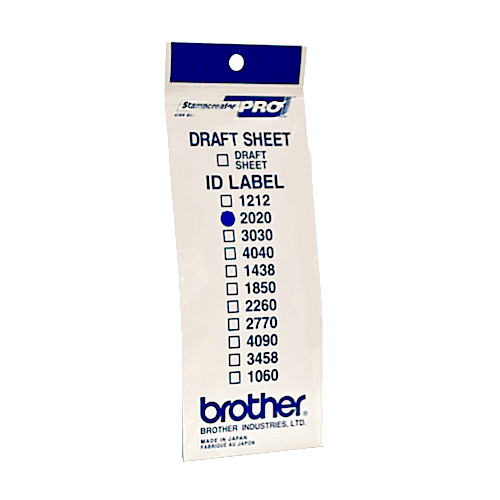 Stampcreator PRO
DRAFT SHEET
DRAFT
SHEET
ID LABEL
1212
2020
3030
4040
1438
1850
2260
2770
4090
3458
1060
brother®
BROTHER INDUSTRIES, LTD.
MADE IN JAPAN
FABRIQUÉ AU JAPON